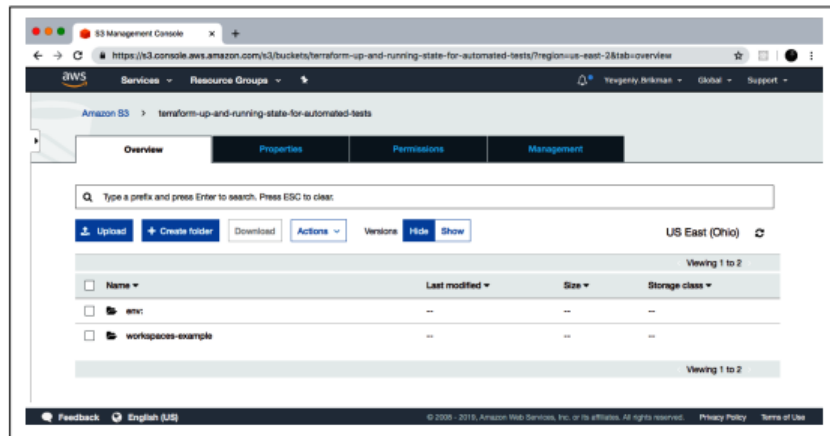 S3 Management Console × +
https://s3.console.aws.amazon.com/s3/buckets/terraform-up-and-running-state-for-automated-tests/?region=us-east-2&tab=overview
aws Services Resource Groups Yevgeniy.Brikman Global Support
Amazon S3 > terraform-up-and-running-state-for-automated-tests
Overview Properties Permissions Management
Type a prefix and press Enter to search. Press ESC to clear.
Upload + Create folder Download Actions Versions Hide Show US East (Ohio)
Viewing 1 to 2
Name Last modified Size Storage class
env: -- -- --
workspaces-example -- -- --
Viewing 1 to 2
Feedback English (US) © 2008 - 2019, Amazon Web Services, Inc. or its affiliates. All rights reserved. Privacy Policy Terms of Use